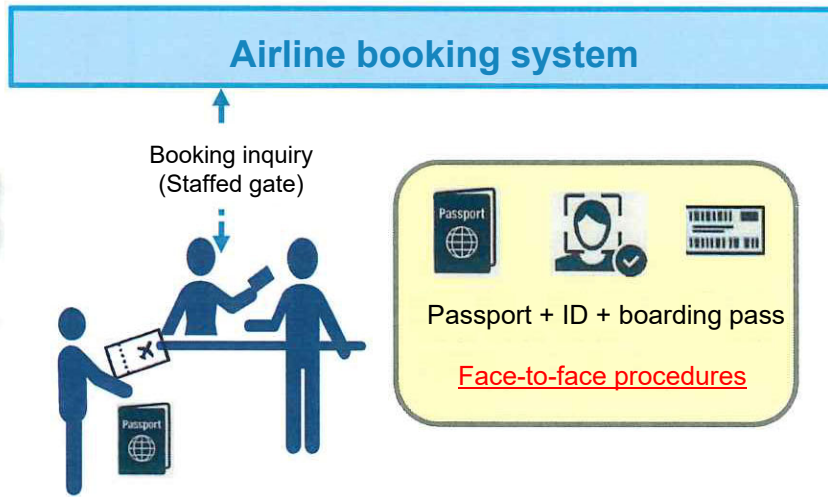 Airline booking system
Booking inquiry
(Staffed gate)
Passport
Passport + ID + boarding pass
Face-to-face procedures
Passport